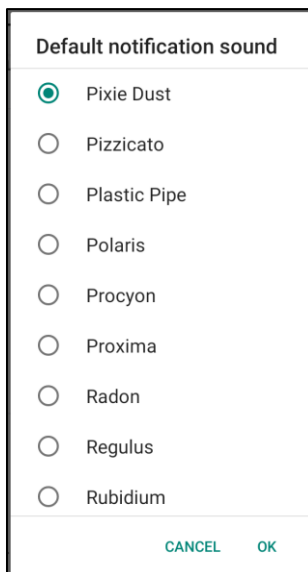 Default notification sound
Pixie Dust
Pizzicato
Plastic Pipe
Polaris
Procyon
Proxima
Radon
Regulus
Rubidium
CANCEL OK